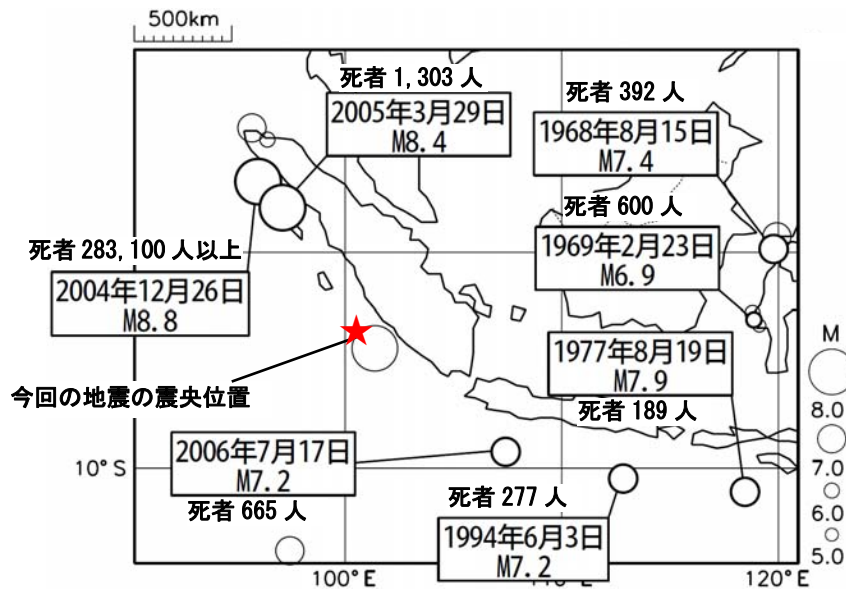 500km
死者 1,303 人
2005年3月29日
M8.4
死者 392 人
1968年8月15日
M7.4
死者 600 人
1969年2月23日
M6.9
死者 283,100 人以上
2004年12月26日
M8.8
1977年8月19日
M7.9
死者 189 人
今回の地震の震央位置
2006年7月17日
M7.2
死者 665 人
10°S
死者 277 人
1994年6月3日
M7.2
M
8.0
7.0
6.0
5.0
100°E
120°E